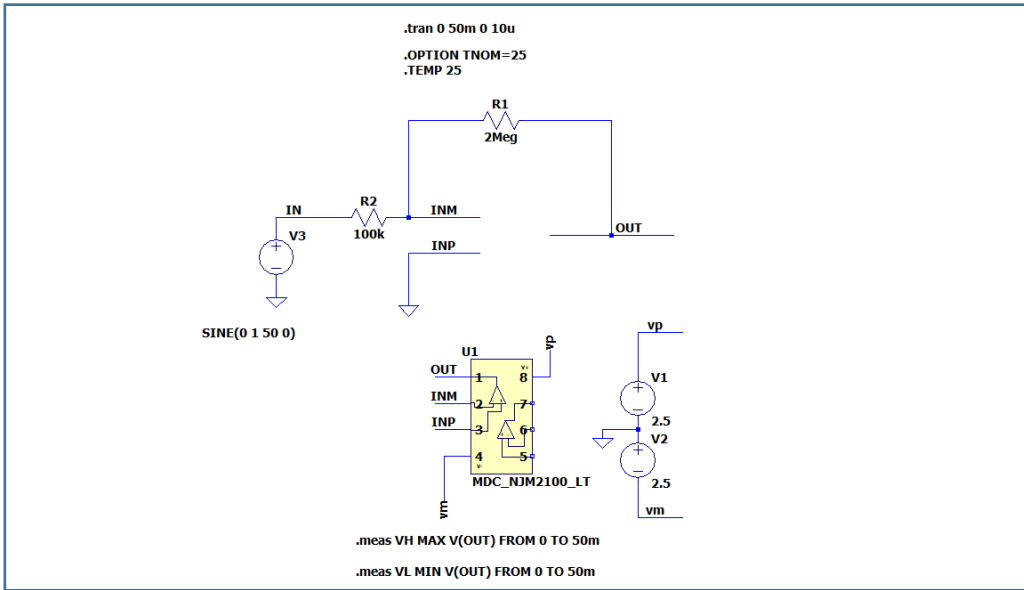 .tran 0 50m 0 10u
.OPTION TNOM=25
.TEMP 25
R1
2Meg
IN
R2
100k
INM
INP
OUT
V3
SINE(0 1 50 0)
U1
OUT
INM
INP
1
2
3
4
8
7
6
5
V+
V-
vp
vm
MDC_NJM2100_LT
vp
V1
2.5
V2
2.5
vm
.meas VH MAX V(OUT) FROM 0 TO 50m
.meas VL MIN V(OUT) FROM 0 TO 50m